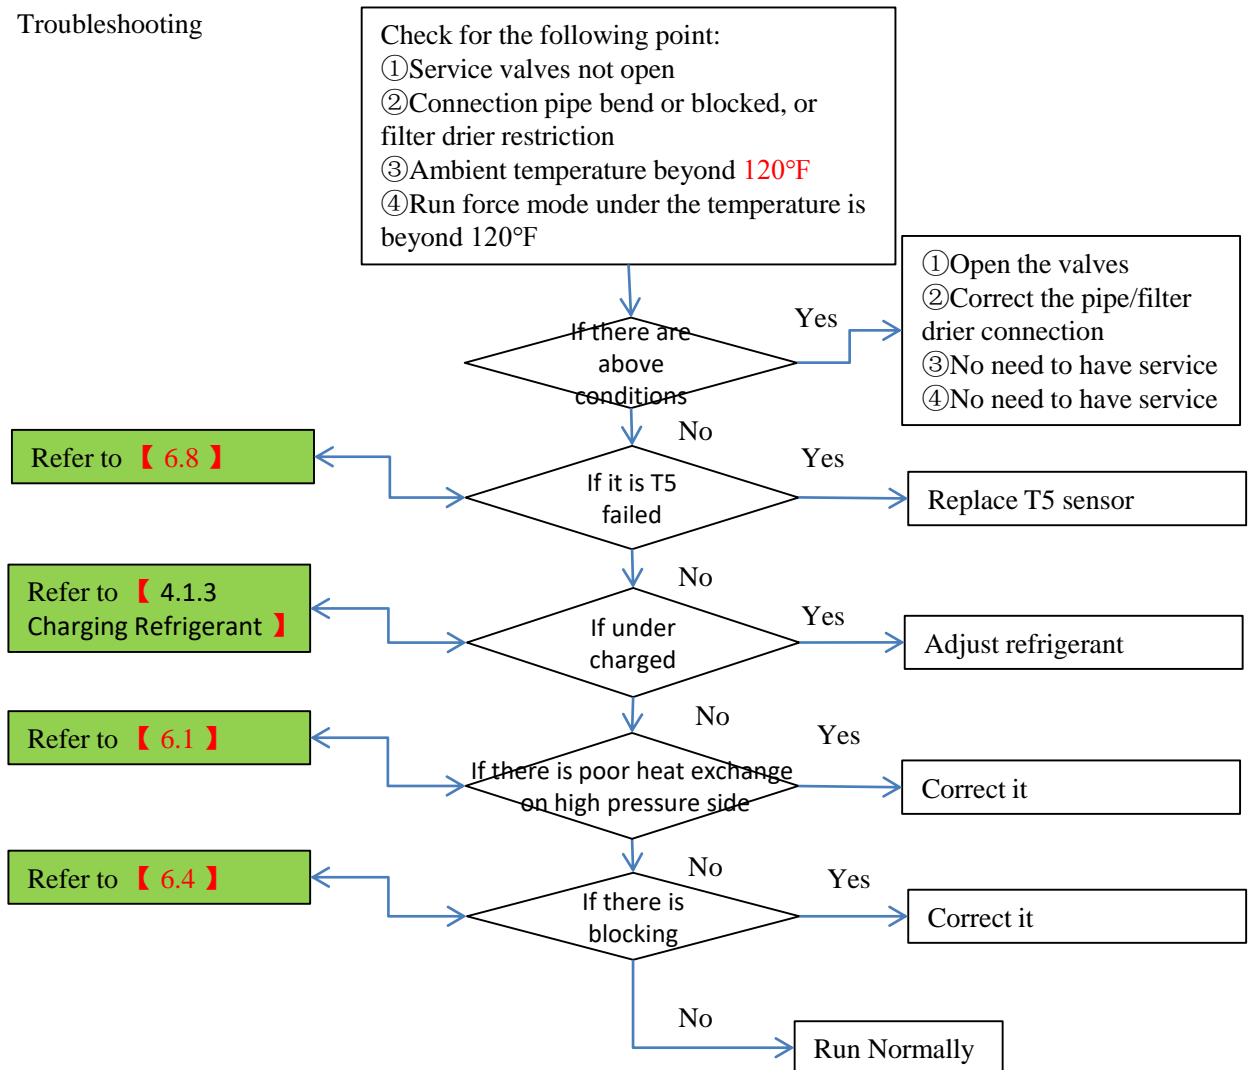 Troubleshooting
Check for the following point:
①Service valves not open
②Connection pipe bend or blocked, or
filter drier restriction
③Ambient temperature beyond 120°F
④Run force mode under the temperature is
beyond 120°F
①Open the valves
②Correct the pipe/filter
drier connection
③No need to have service
④No need to have service
Yes
If there are
above
conditions
No
Refer to 【 6.8 】
If it is T5
failed
Yes
Replace T5 sensor
No
Refer to 【 4.1.3
Charging Refrigerant 】
If under
charged
Yes
Adjust refrigerant
No
Refer to 【 6.1 】
If there is poor heat exchange
on high pressure side
Yes
Correct it
No
Refer to 【 6.4 】
If there is
blocking
Yes
Correct it
No
Run Normally